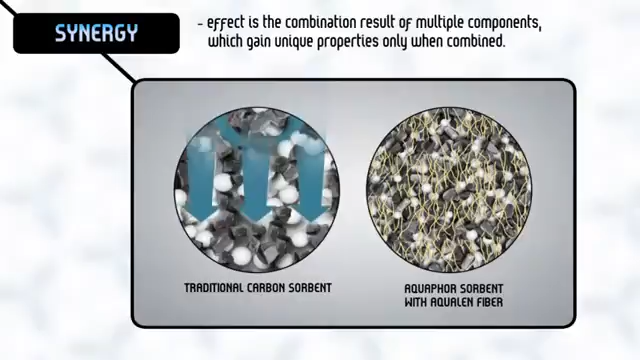 SYNERGY
- effect is the combination result of multiple components,
which gain unique properties only when combined.
TRADITIONAL CARBON SORBENT
AQUAPHOR SORBENT
WITH AQUALEN FIBER